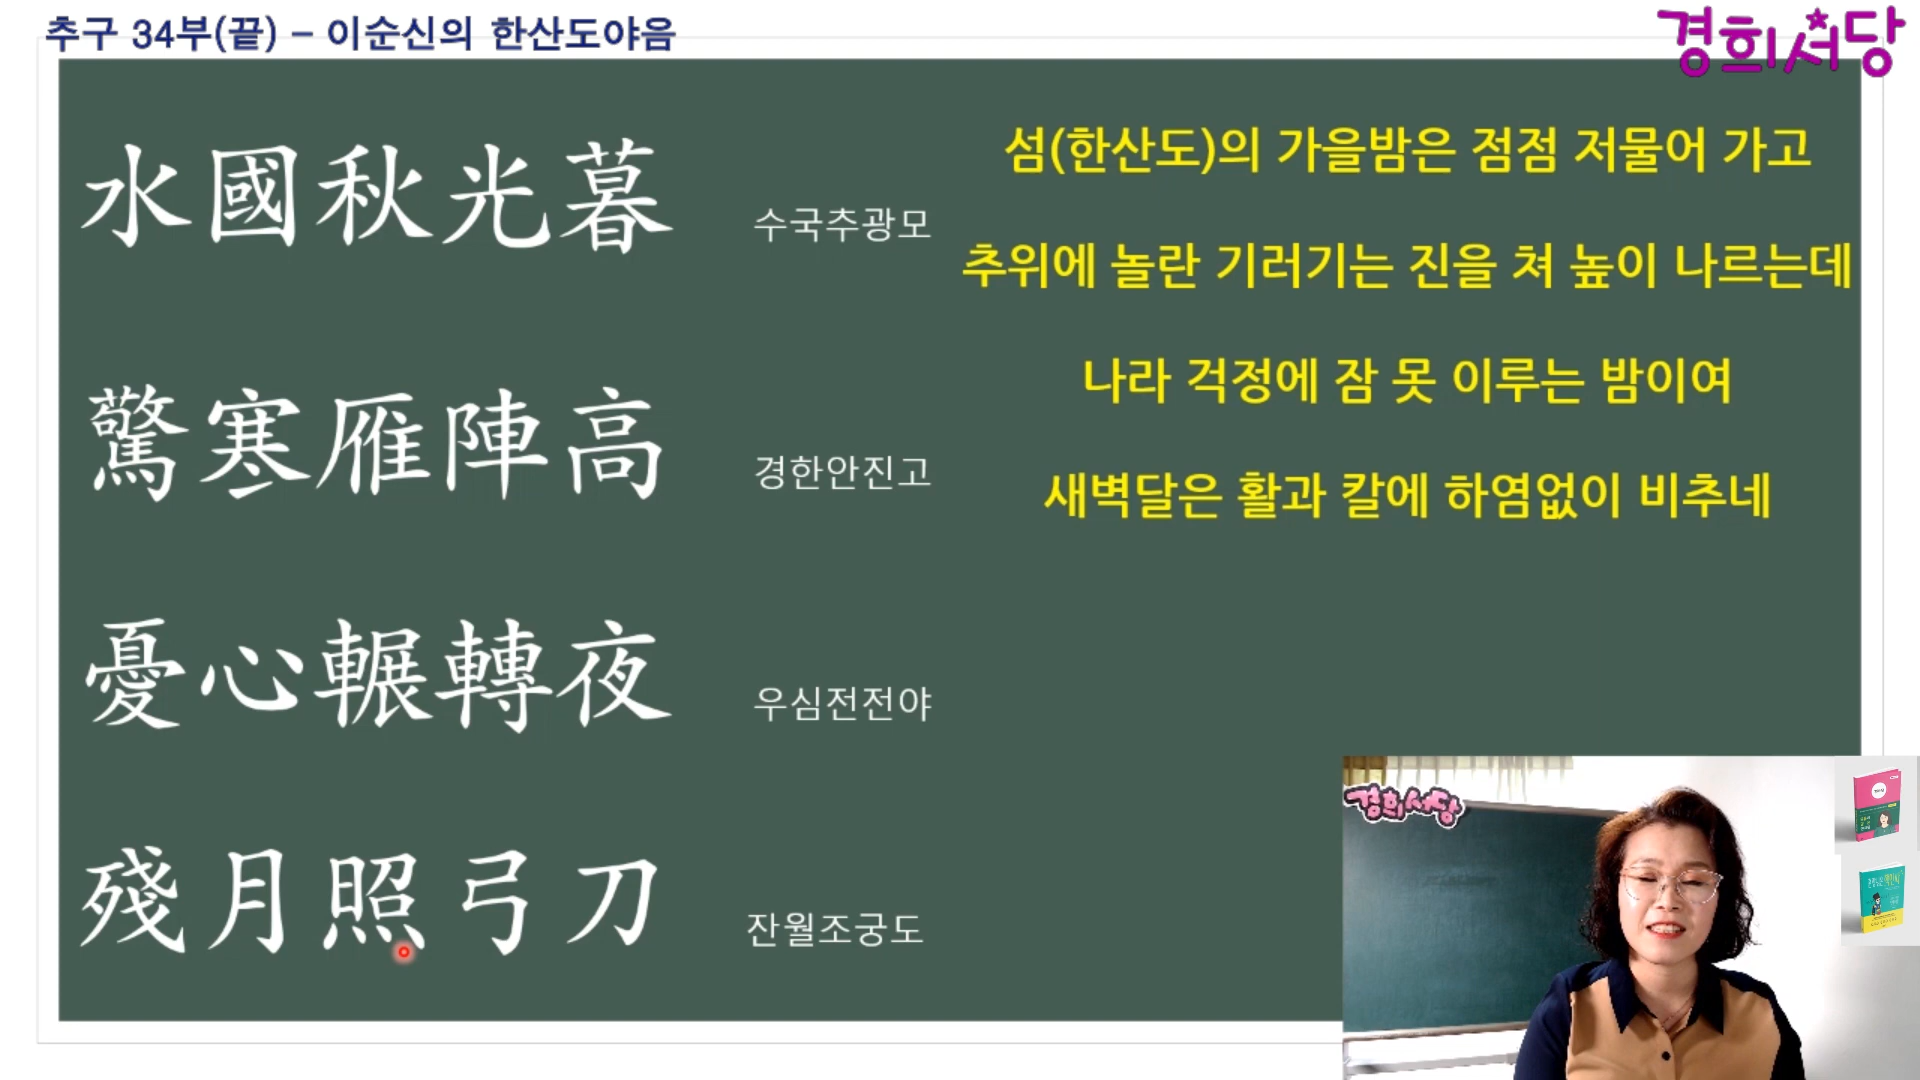 추구 34부(끝) – 이순신의 한산도야음
경희서당
水國秋光暮
수국추광모
섬(한산도)의 가을밤은 점점 저물어 가고
추위에 놀란 기러기는 진을 쳐 높이 나르는데
驚寒雁陣高
경한안진고
나라 걱정에 잠 못 이루는 밤이여
새벽달은 활과 칼에 하염없이 비추네
憂心輾轉夜
우심전전야
殘月照弓刀
잔월조궁도
경희서당